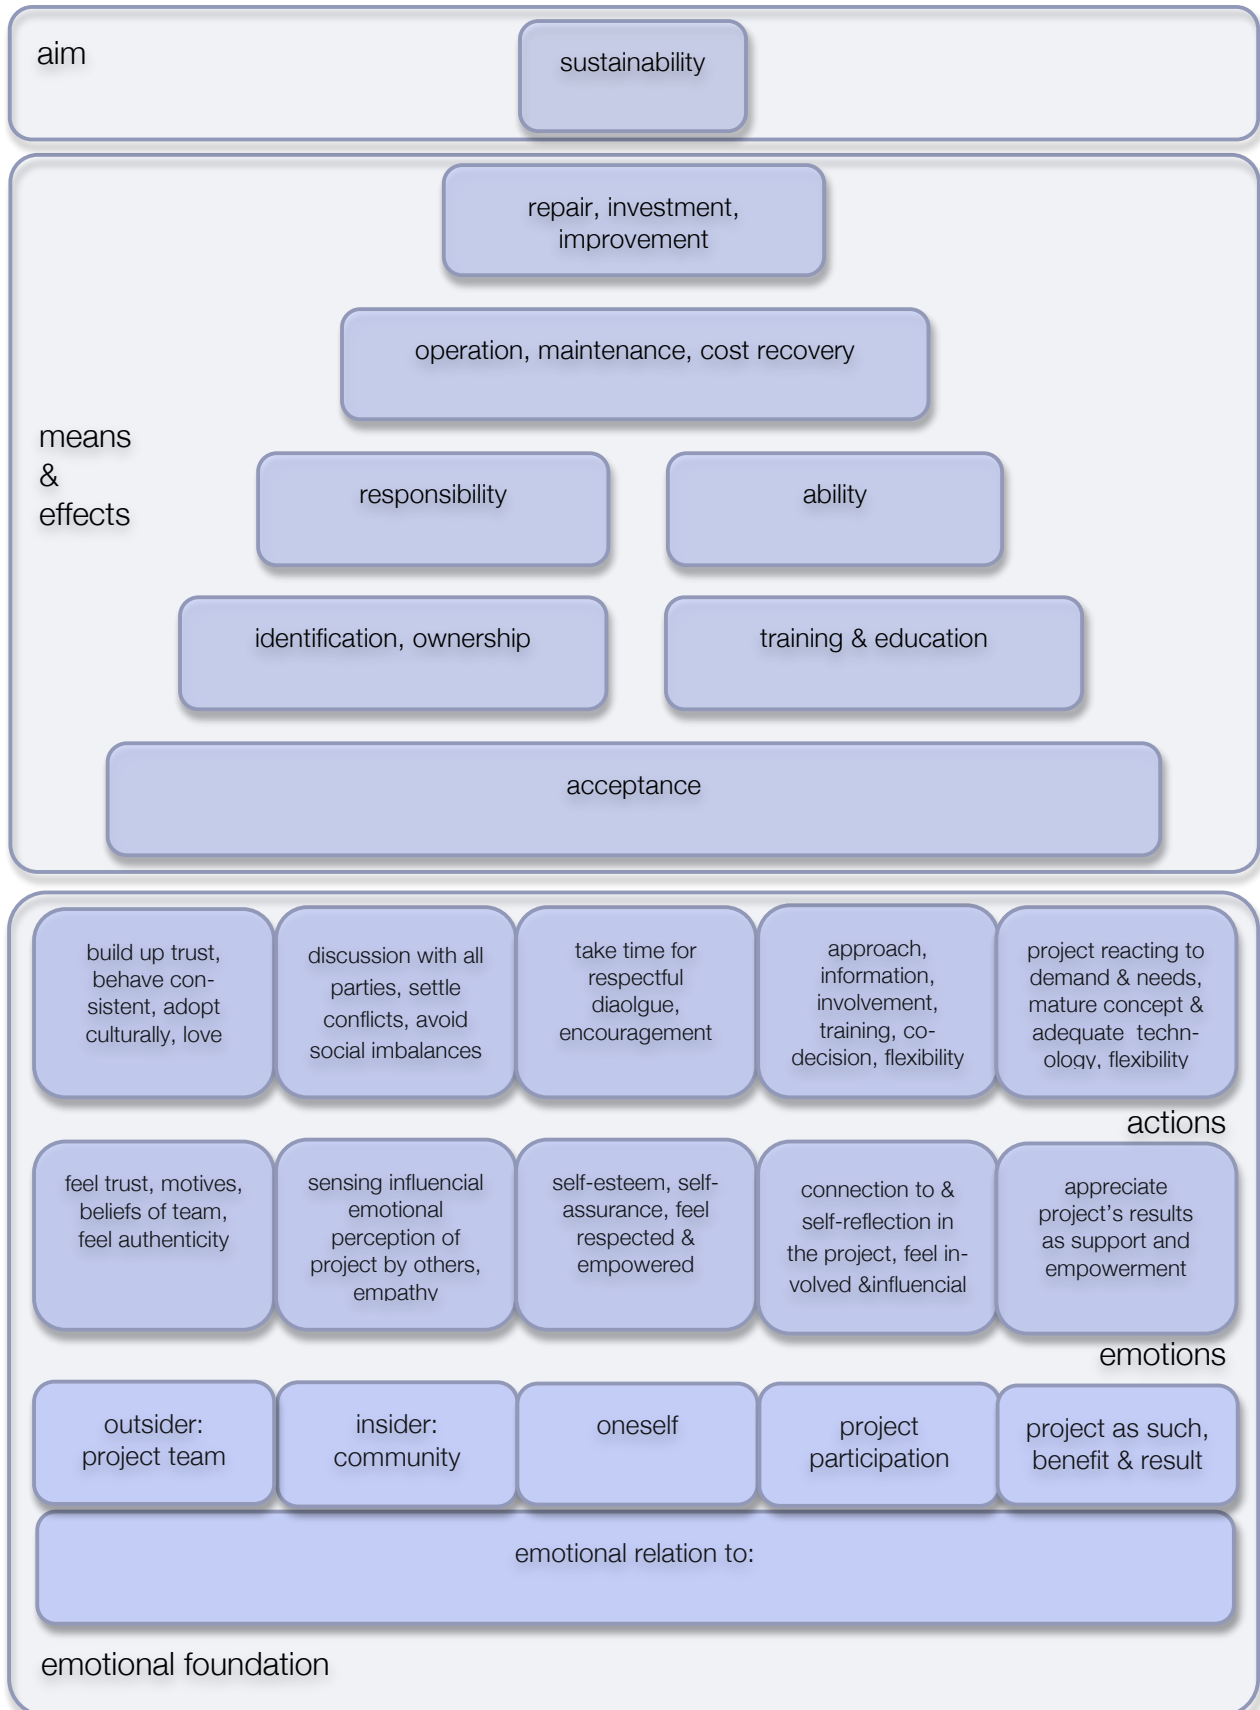 aim
sustainability
repair, investment,
improvement
operation, maintenance, cost recovery
means
&
effects
responsibility
ability
identification, ownership
training & education
acceptance
build up trust,
behave con-
sistent, adopt
culturally, love
discussion with all
parties, settle
conflicts, avoid
social imbalances
take time for
respectful
diaolgue,
encouragement
approach,
information,
involvement,
training, co-
decision, flexibility
project reacting to
demand & needs,
mature concept &
adequate techn-
ology, flexibility
actions
feel trust, motives,
beliefs of team,
feel authenticity
sensing influencial
emotional
perception of
project by others,
empathy
self-esteem, self-
assurance, feel
respected &
empowered
connection to &
self-reflection in
the project, feel in-
volved &influencial
appreciate
project's results
as support and
empowerment
emotions
outsider:
project team
insider:
community
oneself
project
participation
project as such,
benefit & result
emotional relation to:
emotional foundation